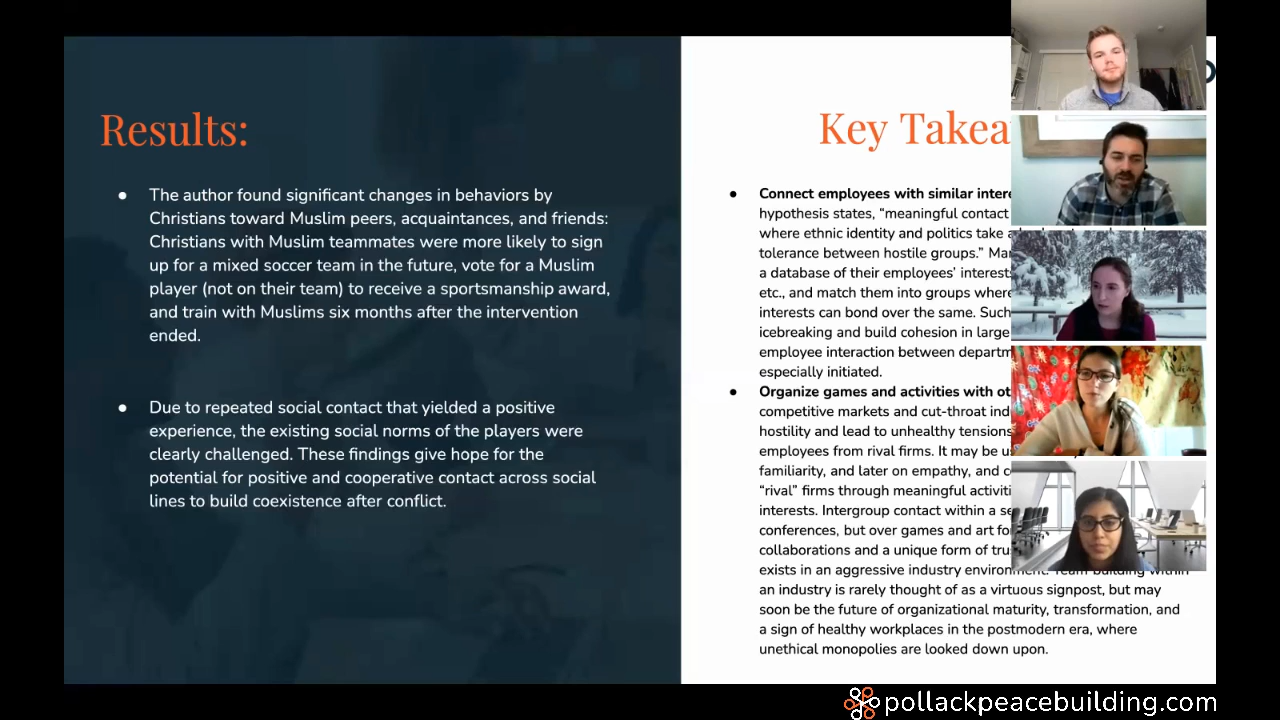 Results:
● The author found significant changes in behaviors by
Christians toward Muslim peers, acquaintances, and friends:
Christians with Muslim teammates were more likely to sign
up for a mixed soccer team in the future, vote for a Muslim
player (not on their team) to receive a sportsmanship award,
and train with Muslims six months after the intervention
ended.
● Due to repeated social contact that yielded a positive
experience, the existing social norms of the players were
clearly challenged. These findings give hope for the
potential for positive and cooperative contact across social
lines to build coexistence after conflict.
Key Takea
● Connect employees with similar intere
hypothesis states, “meaningful contact
where ethnic identity and politics take a
tolerance between hostile groups.” Ma
a database of their employees’ interests
etc., and match them into groups where
interests can bond over the same. Such
icebreaking and build cohesion in large
employee interaction between departm
especially initiated.
● Organize games and activities with ot
competitive markets and cut-throat ind
hostility and lead to unhealthy tensions
employees from rival firms. It may be u
familiarity, and later on empathy, and c
“rival” firms through meaningful activiti
interests. Intergroup contact within a se
conferences, but over games and art fo
collaborations and a unique form of tru
exists in an aggressive industry environment. Team building within
an industry is rarely thought of as a virtuous signpost, but may
soon be the future of organizational maturity, transformation, and
a sign of healthy workplaces in the postmodern era, where
unethical monopolies are looked down upon.
pollackpeacebuilding.com